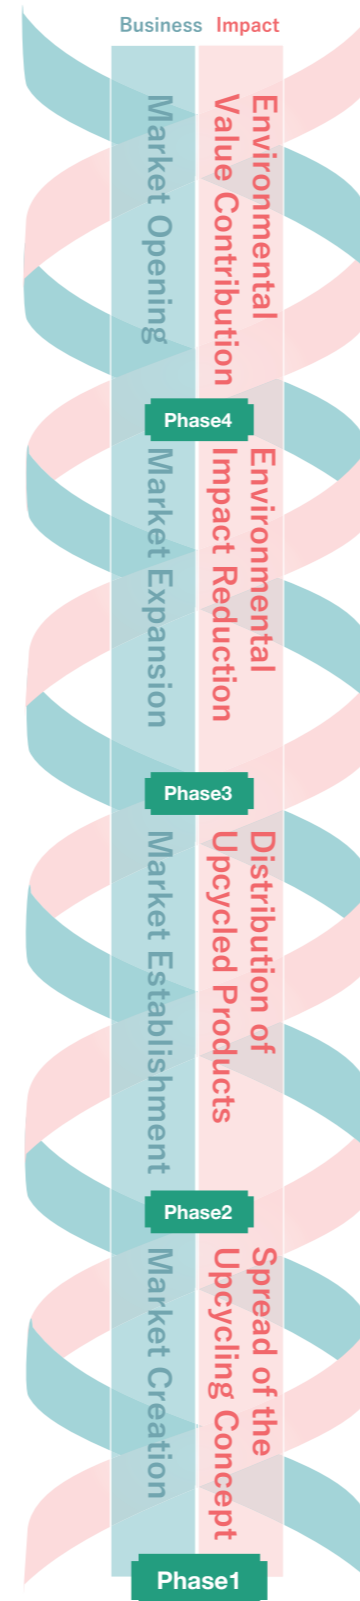 Business
Impact
Market Opening
Environmental
Value Contribution
Phase4
Market Expansion
Environmental
Impact Reduction
Phase3
Market Establishment
Distribution of
Upcycled Products
Phase2
Market Creation
Spread of the
Upcycling Concept
Phase1